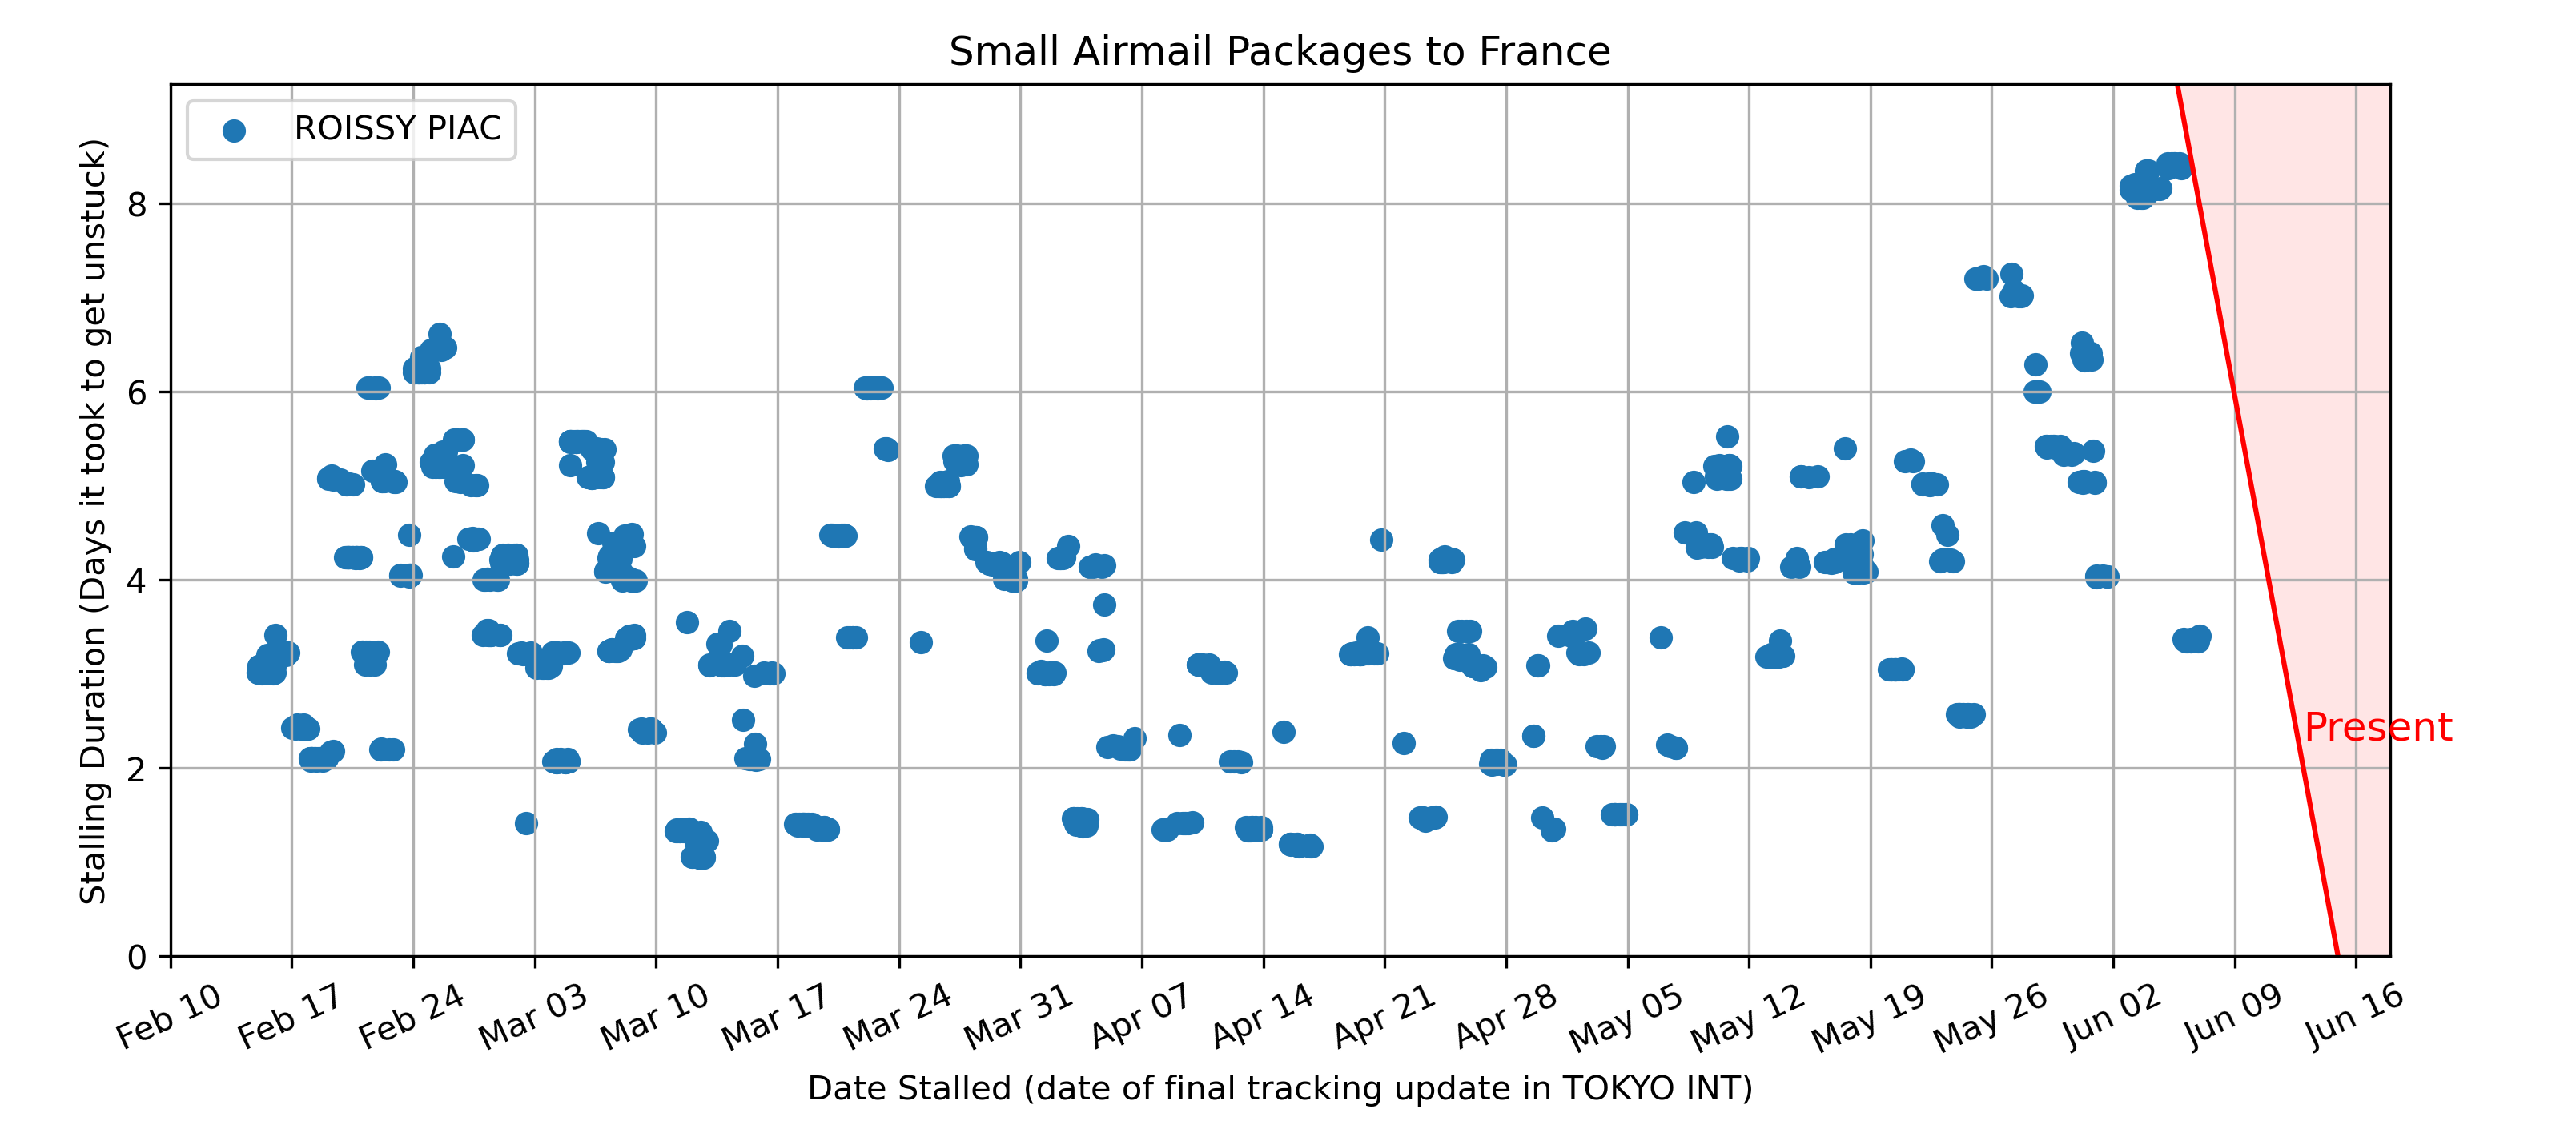 Small Airmail Packages to France
ROISSY PIAC
Stalling Duration (Days it took to get unstuck)
8
6
4
2
0
Present
Feb 10
Feb 17
Feb 24
Mar 03
Mar 10
Mar 17
Mar 24
Mar 31
Apr 07
Apr 14
Apr 21
Apr 28
May 05
May 12
May 19
May 26
Jun 02
Jun 09
Jun 16
Date Stalled (date of final tracking update in TOKYO INT)